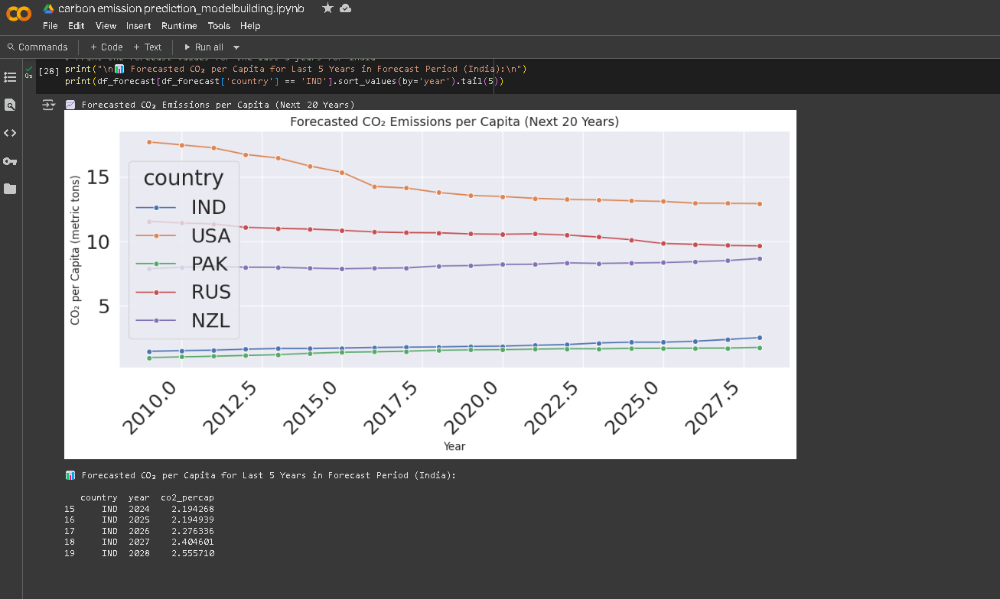 carbon emission prediction_modelbuilding.ipynb
File Edit View Insert Runtime Tools Help
Commands + Code + Text Run all
# Print the forecast values for the last 5 years for India
[28] print("\n📊 Forecasted CO₂ per Capita for Last 5 Years in Forecast Period (India):\n")
0s
print(df_forecast[df_forecast['country'] == 'IND'].sort_values(by='year').tail(5))
📈 Forecasted CO₂ Emissions per Capita (Next 20 Years)
Forecasted CO₂ Emissions per Capita (Next 20 Years)
CO₂ per Capita (metric tons)
15
10
5
country
IND
USA
PAK
RUS
NZL
2010.0 2012.5 2015.0 2017.5 2020.0 2022.5 2025.0 2027.5
Year
📊 Forecasted CO₂ per Capita for Last 5 Years in Forecast Period (India):
country year co2_percap
15 IND 2024 2.194268
16 IND 2025 2.194939
17 IND 2026 2.276336
18 IND 2027 2.404601
19 IND 2028 2.555710